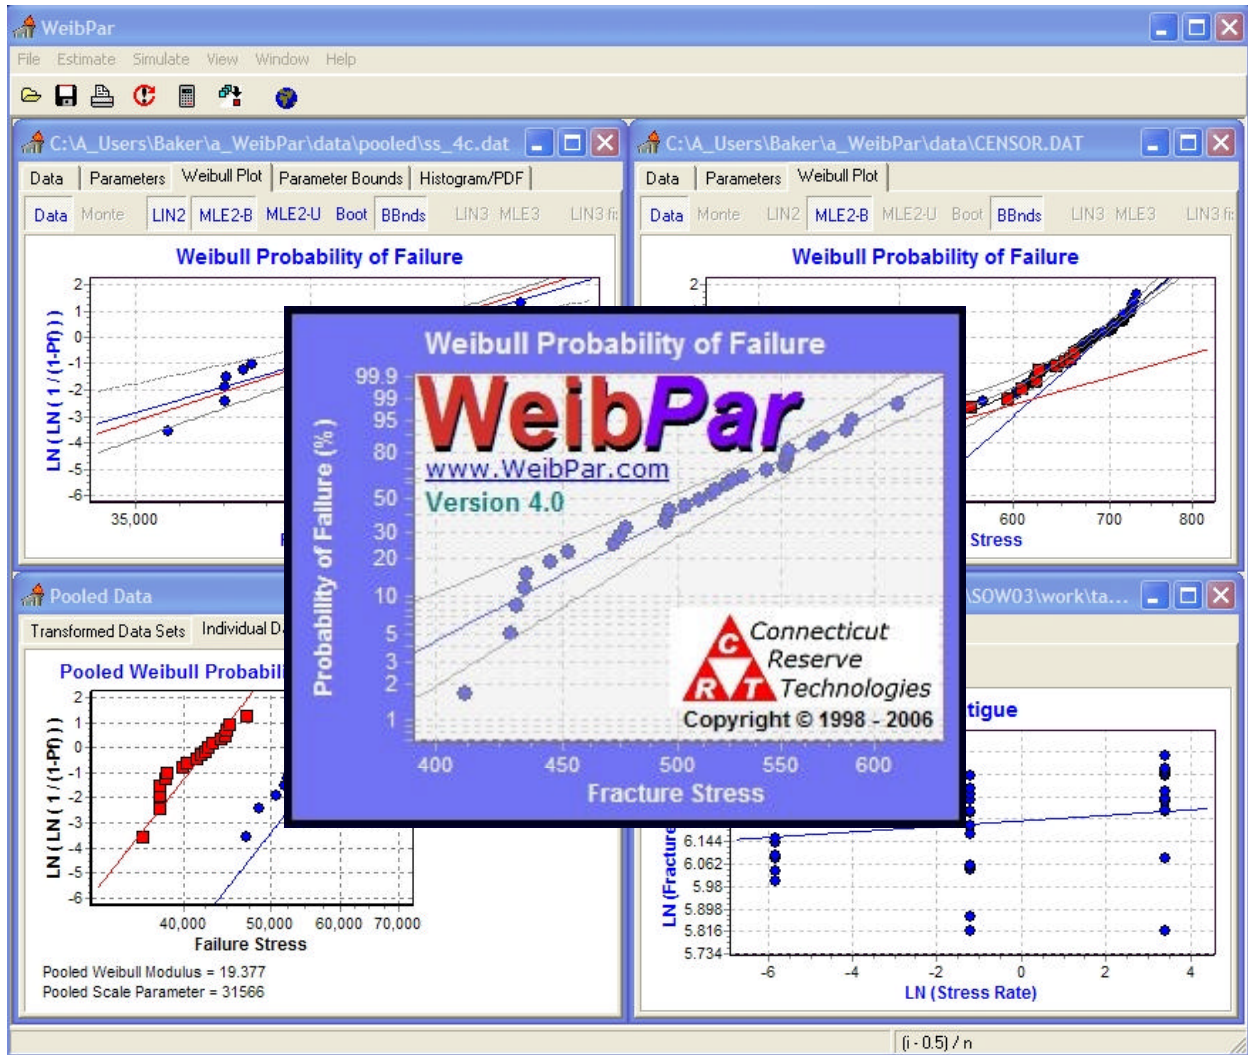 WeibPar
File Estimate Simulate View Window Help
C:\A_Users\Baker\a_WeibPar\data\pooled\ss_4c.dat
Data Parameters Weibull Plot Parameter Bounds Histogram/PDF
Data Monte LIN2 MLE2-B MLE2-U Boot BBnds LIN3 MLE3 LIN3
Weibull Probability of Failure
LN ( LN ( 1 / (1-Pf) ) )
2
1
0
-1
-2
-3
-4
-5
-6
35,000
C:\A_Users\Baker\a_WeibPar\data\CENSOR.DAT
Data Parameters Weibull Plot
Data Monte LIN2 MLE2-B MLE2-U Boot BBnds LIN3 MLE3 LIN3
Weibull Probability of Failure
2
600 700 800
Stress
Weibull Probability of Failure
WeibPar
www.WeibPar.com
Version 4.0
Probability of Failure (%)
99.9
99
95
80
50
30
20
10
5
3
2
1
400 450 500 550 600
Fracture Stress
CRT
Connecticut
Reserve
Technologies
Copyright © 1998 - 2006
Pooled Data
Transformed Data Sets Individual D
Pooled Weibull Probabili
LN ( LN ( 1 / (1-Pf) ) )
2
1
0
-1
-2
-3
-4
-5
-6
40,000 50,000 60,000 70,000
Failure Stress
Pooled Weibull Modulus = 19.377
Pooled Scale Parameter = 31566
\SOW03\work\ta...
tigue
LN (Fracture
6.144
6.062
5.98
5.898
5.816
5.734
-6 -4 -2 0 2 4
LN (Stress Rate)
(i - 0.5) / n